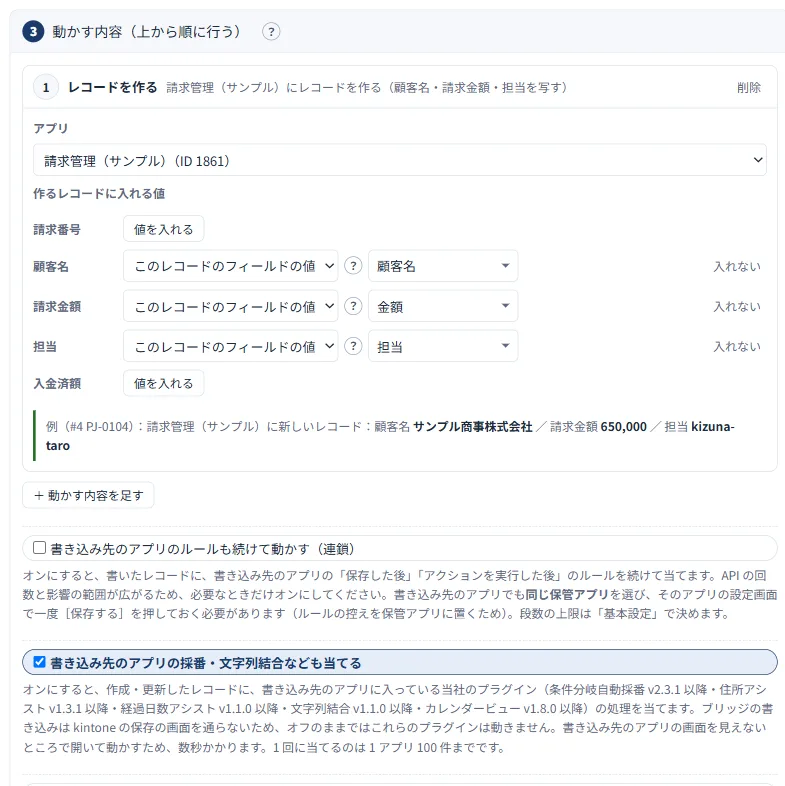 3 動かす内容（上から順に行う） ?
1 レコードを作る 請求管理（サンプル）にレコードを作る（顧客名・請求金額・担当を写す） 削除
アプリ
請求管理（サンプル）（ID 1861）
作るレコードに入れる値
請求番号 値を入れる
顧客名 このレコードのフィールドの値 ? 顧客名 入れない
請求金額 このレコードのフィールドの値 ? 金額 入れない
担当 このレコードのフィールドの値 ? 担当 入れない
入金済額 値を入れる
例（#4 PJ-0104）：請求管理（サンプル）に新しいレコード：顧客名 サンプル商事株式会社 ／ 請求金額 650,000 ／ 担当 kizuna-
taro
＋ 動かす内容を足す
書き込み先のアプリのルールも続けて動かす（連鎖）
オンにすると、書いたレコードに、書き込み先のアプリの「保存した後」「アクションを実行した後」のルールを続けて当てます。API の回
数と影響の範囲が広がるため、必要なときだけオンにしてください。書き込み先のアプリでも同じ保管アプリを選び、そのアプリの設定画面
で一度［保存する］を押しておく必要があります（ルールの控えを保管アプリに置くため）。段数の上限は「基本設定」で決めます。
書き込み先のアプリの採番・文字列結合なども当てる
オンにすると、作成・更新したレコードに、書き込み先のアプリに入っている当社のプラグイン（条件分岐自動採番 v2.3.1 以降・住所アシ
スト v1.3.1 以降・経過日数アシスト v1.1.0 以降・文字列結合 v1.1.0 以降・カレンダービュー v1.8.0 以降）の処理を当てます。ブリッジの書
き込みは kintone の保存の画面を通らないため、オフのままではこれらのプラグインは動きません。書き込み先のアプリの画面を見えない
ところで開いて動かすため、数秒かかります。1 回に当てるのは 1 アプリ 100 件までです。